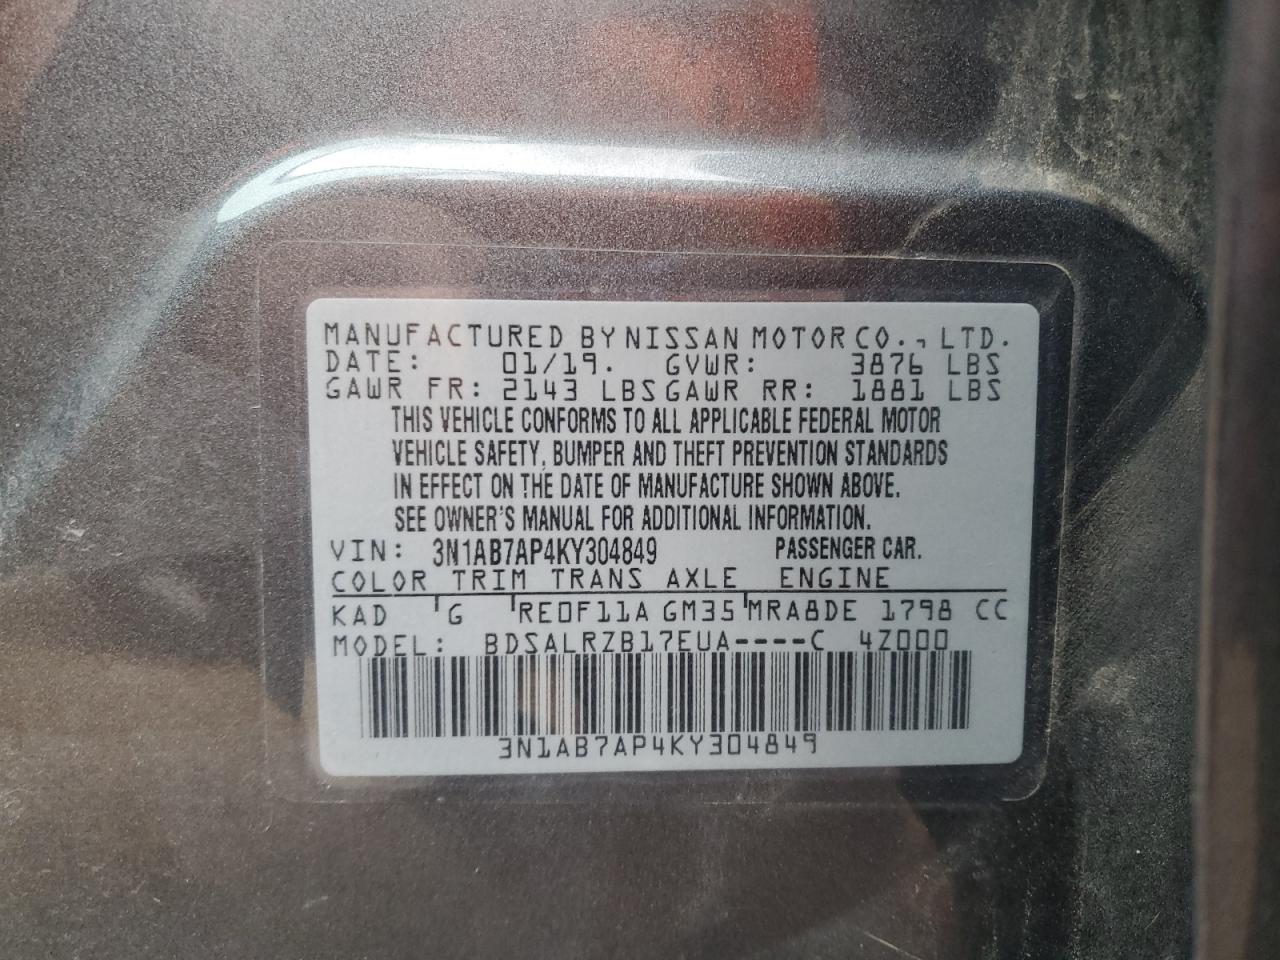 MANUFACTURED BY NISSAN MOTOR CO., LTD.
DATE: 01/19. GVWR: 3876 LBS
GAWR FR: 2143 LBS GAWR RR: 1881 LBS
THIS VEHICLE CONFORMS TO ALL APPLICABLE FEDERAL MOTOR
VEHICLE SAFETY, BUMPER AND THEFT PREVENTION STANDARDS
IN EFFECT ON THE DATE OF MANUFACTURE SHOWN ABOVE.
SEE OWNER'S MANUAL FOR ADDITIONAL INFORMATION.
VIN: 3N1AB7AP4KY304849 PASSENGER CAR.
COLOR TRIM TRANS AXLE ENGINE
KAD G RE0F11A GM35 MRA8DE 1798 CC
MODEL: BDSALRZB17EUA----C 4Z000
3N1AB7AP4KY304849